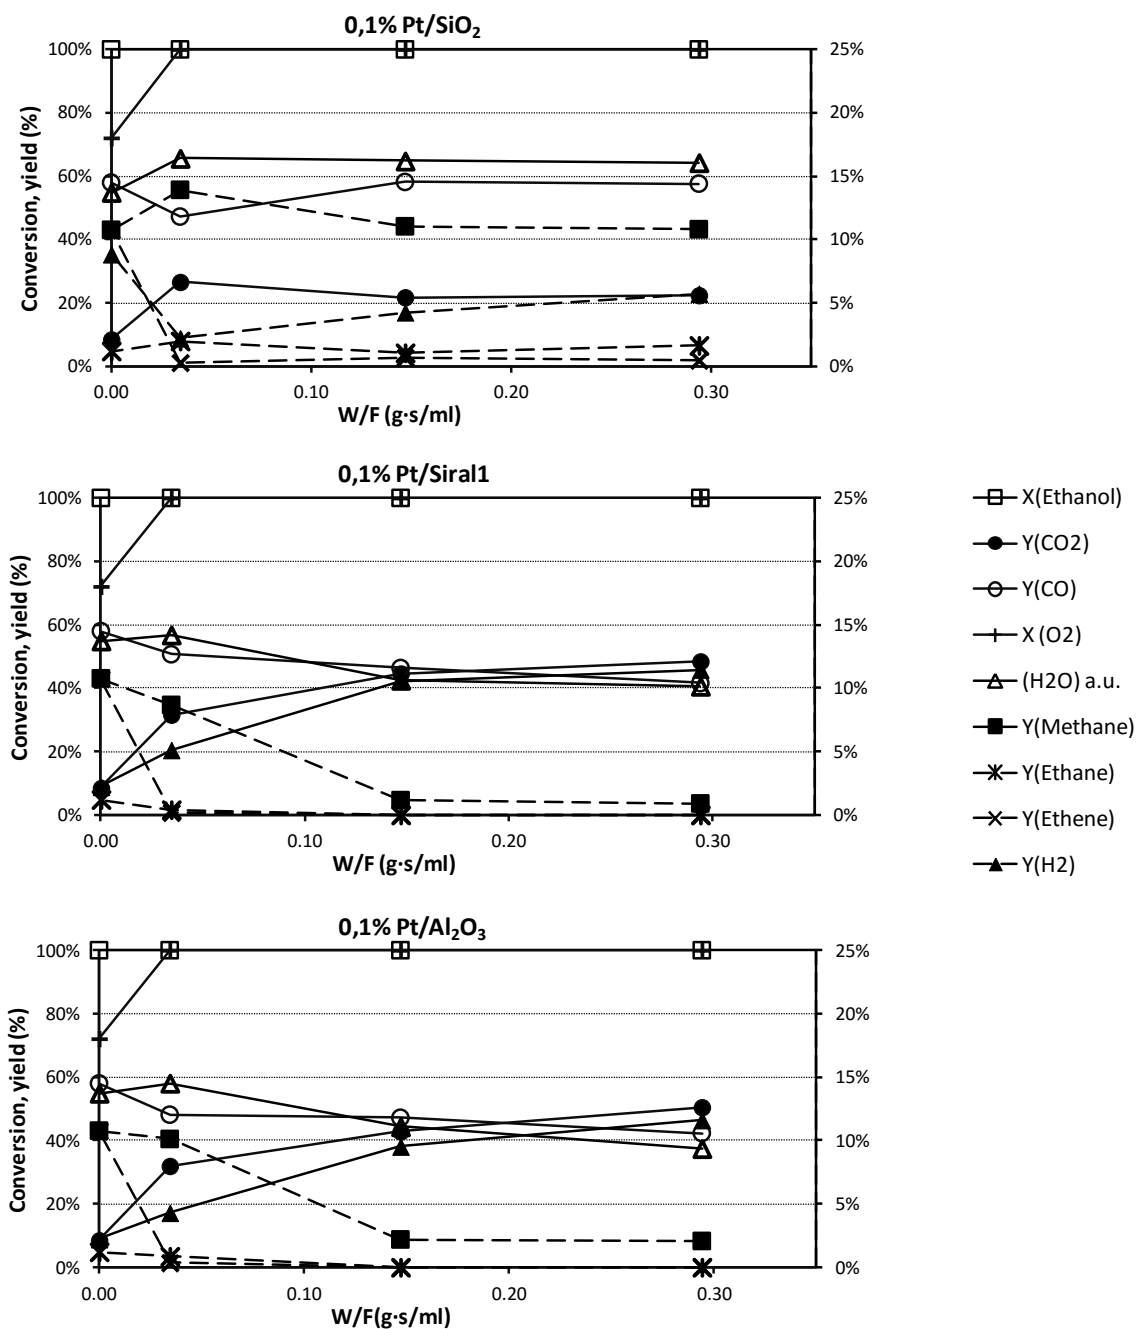 0,1% Pt/SiO₂
Conversion, yield (%)
100%
80%
60%
40%
20%
0%
25%
20%
15%
10%
5%
0%
0.00 0.10 0.20 0.30
W/F (g·s/ml)
0,1% Pt/Siral1
Conversion, yield (%)
100%
80%
60%
40%
20%
0%
25%
20%
15%
10%
5%
0%
0.00 0.10 0.20 0.30
W/F (g·s/ml)
X(Ethanol)
Y(CO2)
Y(CO)
X (O2)
(H2O) a.u.
Y(Methane)
Y(Ethane)
Y(Ethene)
Y(H2)
0,1% Pt/Al₂O₃
Conversion, yield (%)
100%
80%
60%
40%
20%
0%
25%
20%
15%
10%
5%
0%
0.00 0.10 0.20 0.30
W/F(g·s/ml)